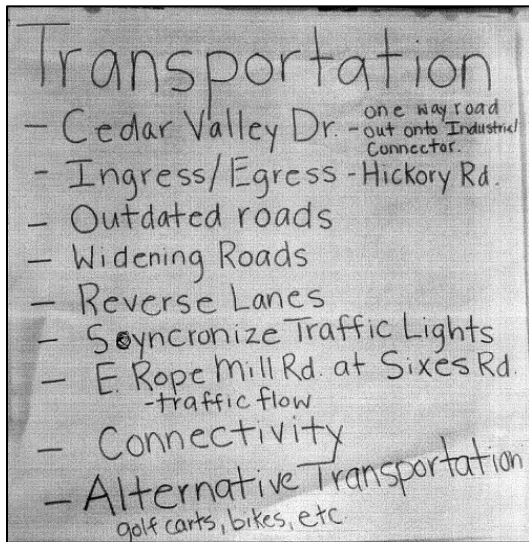 Transportation
- Cedar Valley Dr. - one way road
out onto Industrial
Connector.
- Ingress/Egress - Hickory Rd.
- Outdated roads
- Widening Roads
- Reverse Lanes
- Syncronize Traffic Lights
- E. Rope Mill Rd. at Sixes Rd.
- traffic flow
- Connectivity
- Alternative Transportation
golf carts, bikes, etc.